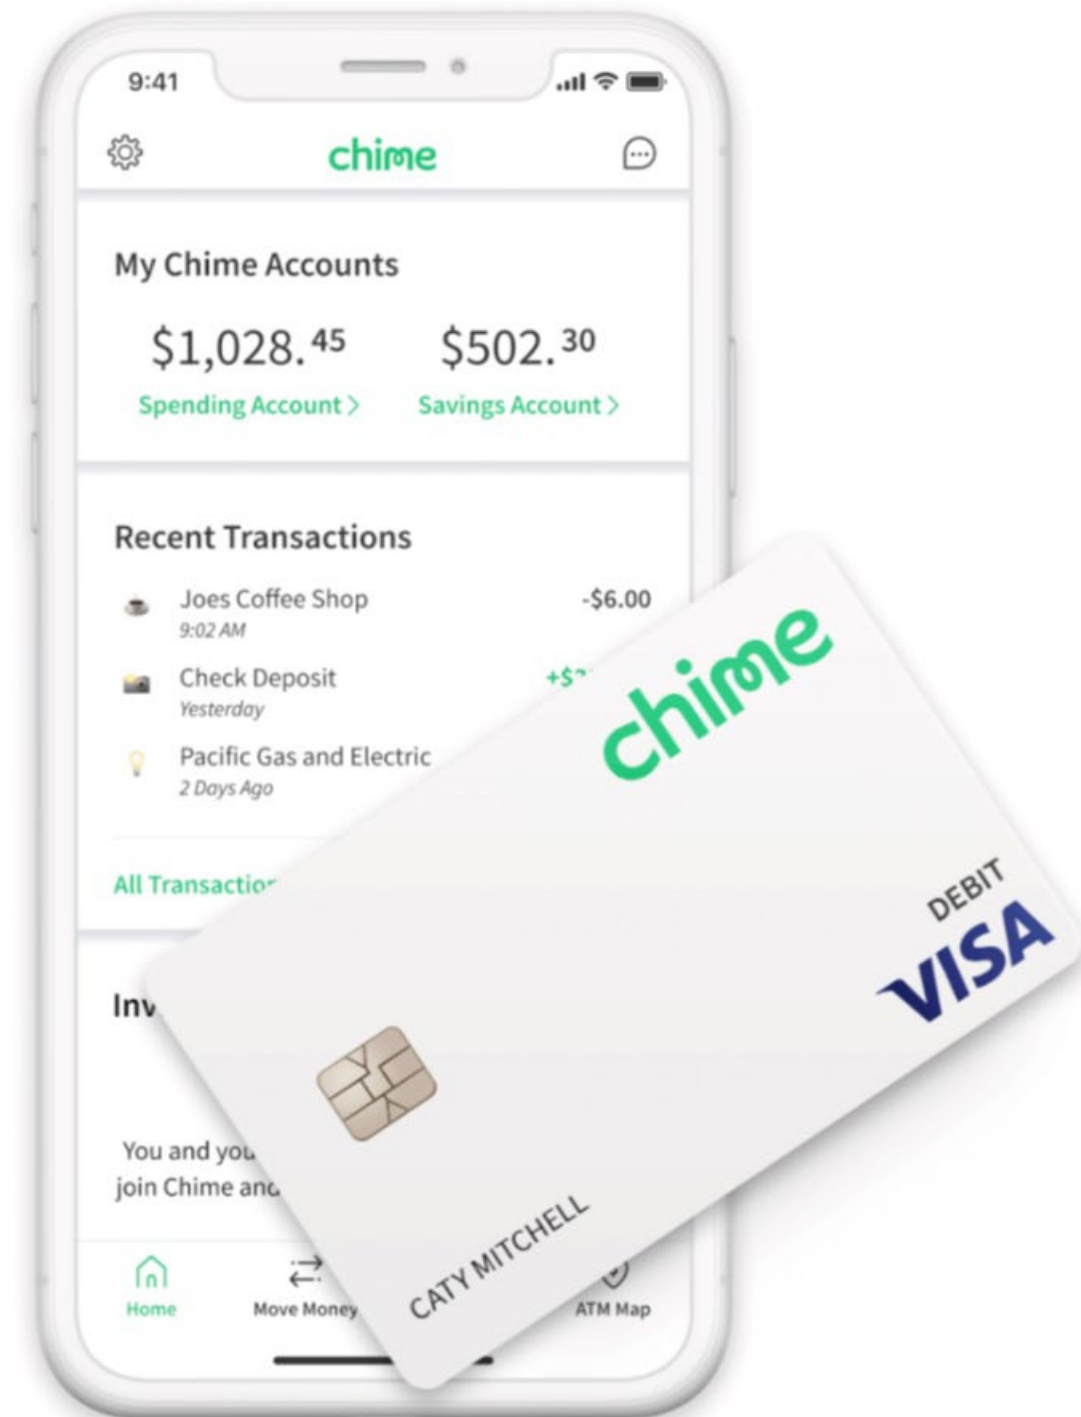 9:41
chime
My Chime Accounts
$1,028.45 $502.30
Spending Account > Savings Account >
Recent Transactions
Joes Coffee Shop -$6.00
9:02 AM
Check Deposit
Yesterday
Pacific Gas and Electric
2 Days Ago
All
You and
join Chime and
Home Move Money ATM Map
chime
DEBIT
VISA
CATY MITCHELL